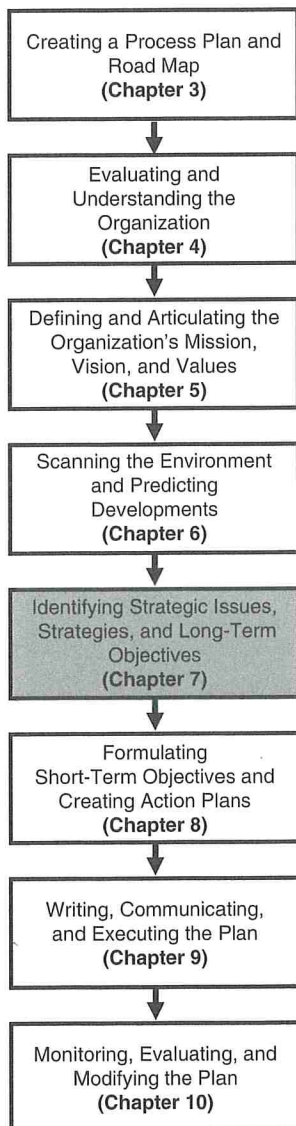 Creating a Process Plan and
Road Map
(Chapter 3)
Evaluating and
Understanding the
Organization
(Chapter 4)
Defining and Articulating the
Organization's Mission,
Vision, and Values
(Chapter 5)
Scanning the Environment
and Predicting
Developments
(Chapter 6)
Identifying Strategic Issues,
Strategies, and Long-Term
Objectives
(Chapter 7)
Formulating
Short-Term Objectives and
Creating Action Plans
(Chapter 8)
Writing, Communicating,
and Executing the Plan
(Chapter 9)
Monitoring, Evaluating, and
Modifying the Plan
(Chapter 10)